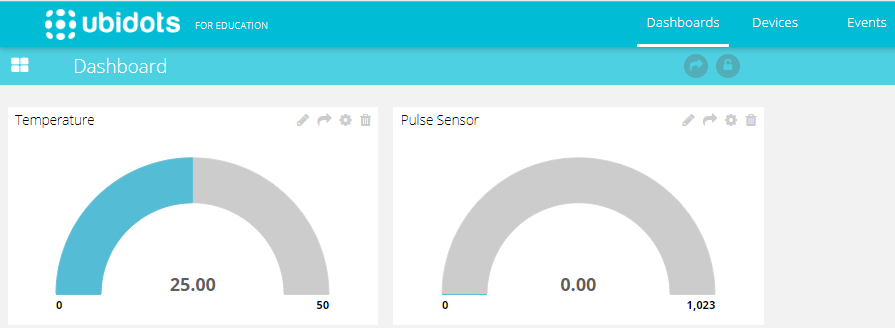 ubidots FOR EDUCATION Dashboards Devices Events
Dashboard
Temperature
25.00
0 50
Pulse Sensor
0.00
0 1,023